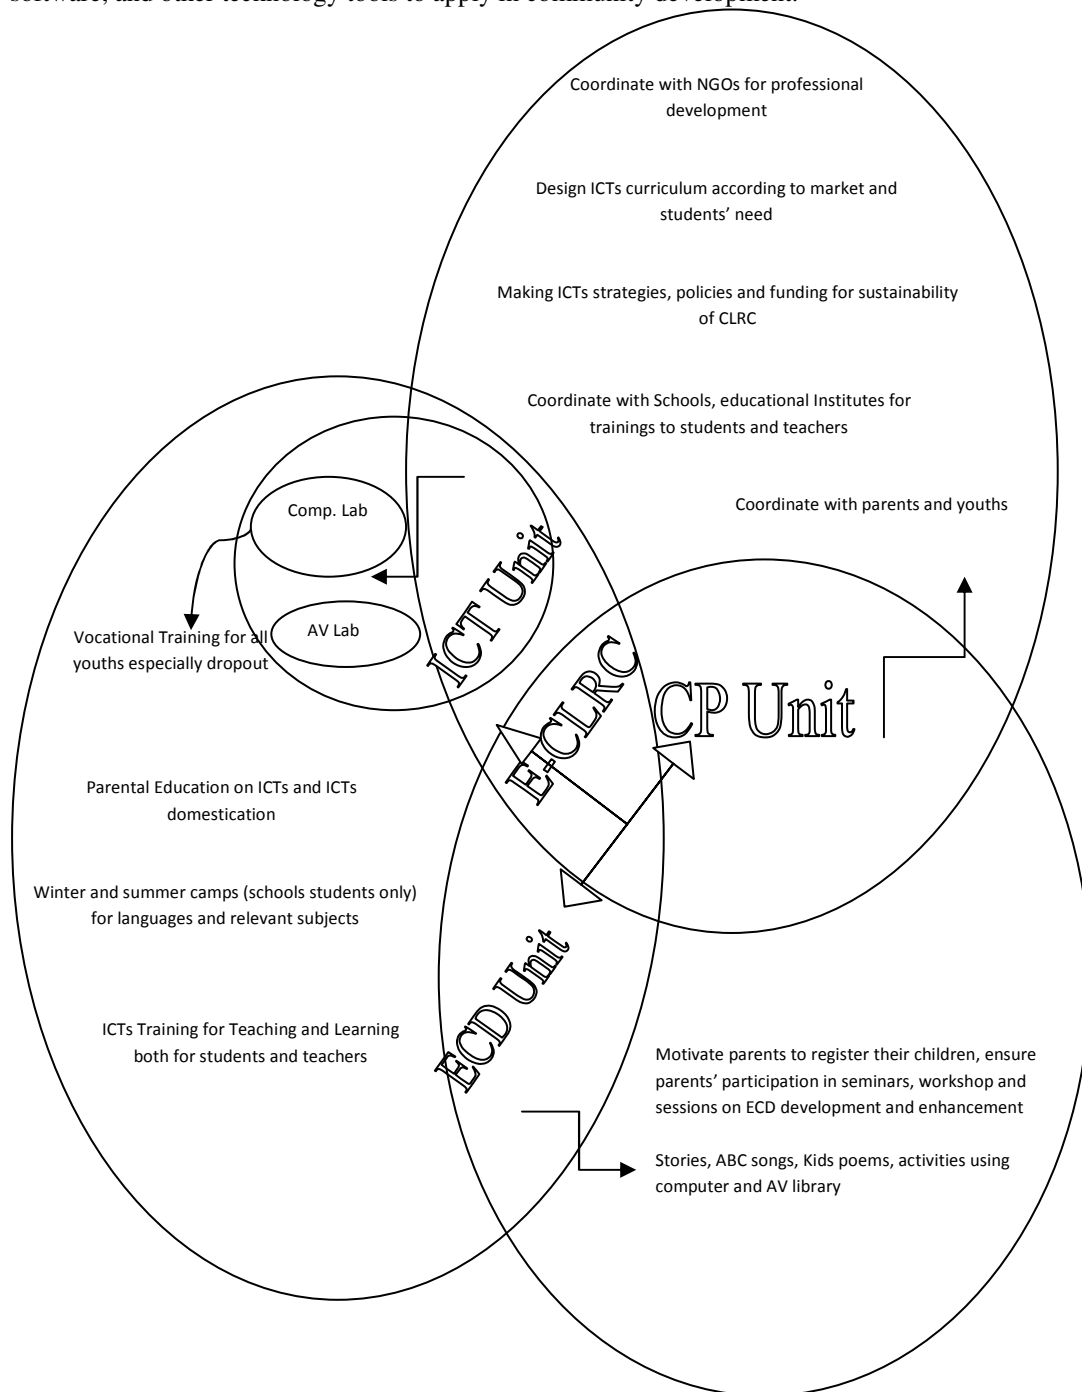 software, and other technology tools to apply in community development.
Coordinate with NGOs for professional
development
Design ICTs curriculum according to market and
students’ need
Making ICTs strategies, policies and funding for sustainability
of CLRC
Coordinate with Schools, educational Institutes for
trainings to students and teachers
Coordinate with parents and youths
Comp. Lab
AV Lab
ICT Unit
Vocational Training for all
youths especially dropout
E-CLRC
CP Unit
Parental Education on ICTs and ICTs
domestication
Winter and summer camps (schools students only)
for languages and relevant subjects
ECD Unit
ICTs Training for Teaching and Learning
both for students and teachers
Motivate parents to register their children, ensure
parents’ participation in seminars, workshop and
sessions on ECD development and enhancement
Stories, ABC songs, Kids poems, activities using
computer and AV library